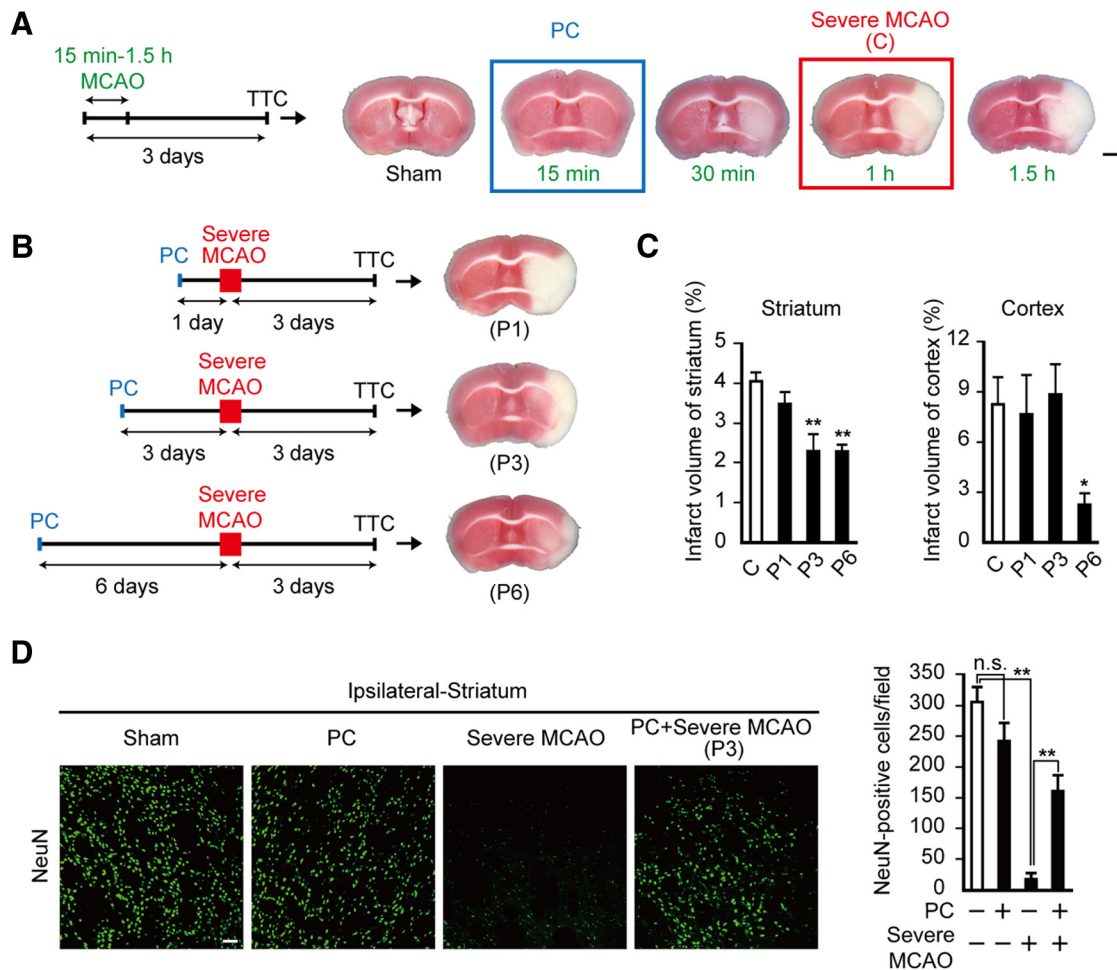 A
15 min-1.5 h
MCAO
TTC
3 days
PC
Severe MCAO
(C)
Sham
15 min
30 min
1 h
1.5 h
B
PC
Severe
MCAO
TTC
1 day
3 days
(P1)
PC
Severe
MCAO
TTC
3 days
3 days
(P3)
PC
Severe
MCAO
TTC
6 days
3 days
(P6)
C
Striatum
Infarct volume of striatum (%)
5
4
3
2
1
0
** **
C P1 P3 P6
Cortex
Infarct volume of cortex (%)
12
9
6
3
0
*
C P1 P3 P6
D
Ipsilateral-Striatum
Sham
PC
Severe MCAO
PC+Severe MCAO
(P3)
NeuN
NeuN-positive cells/field
350
300
250
200
150
100
50
0
n.s.
**
**
PC − + − +
Severe
MCAO − − + +